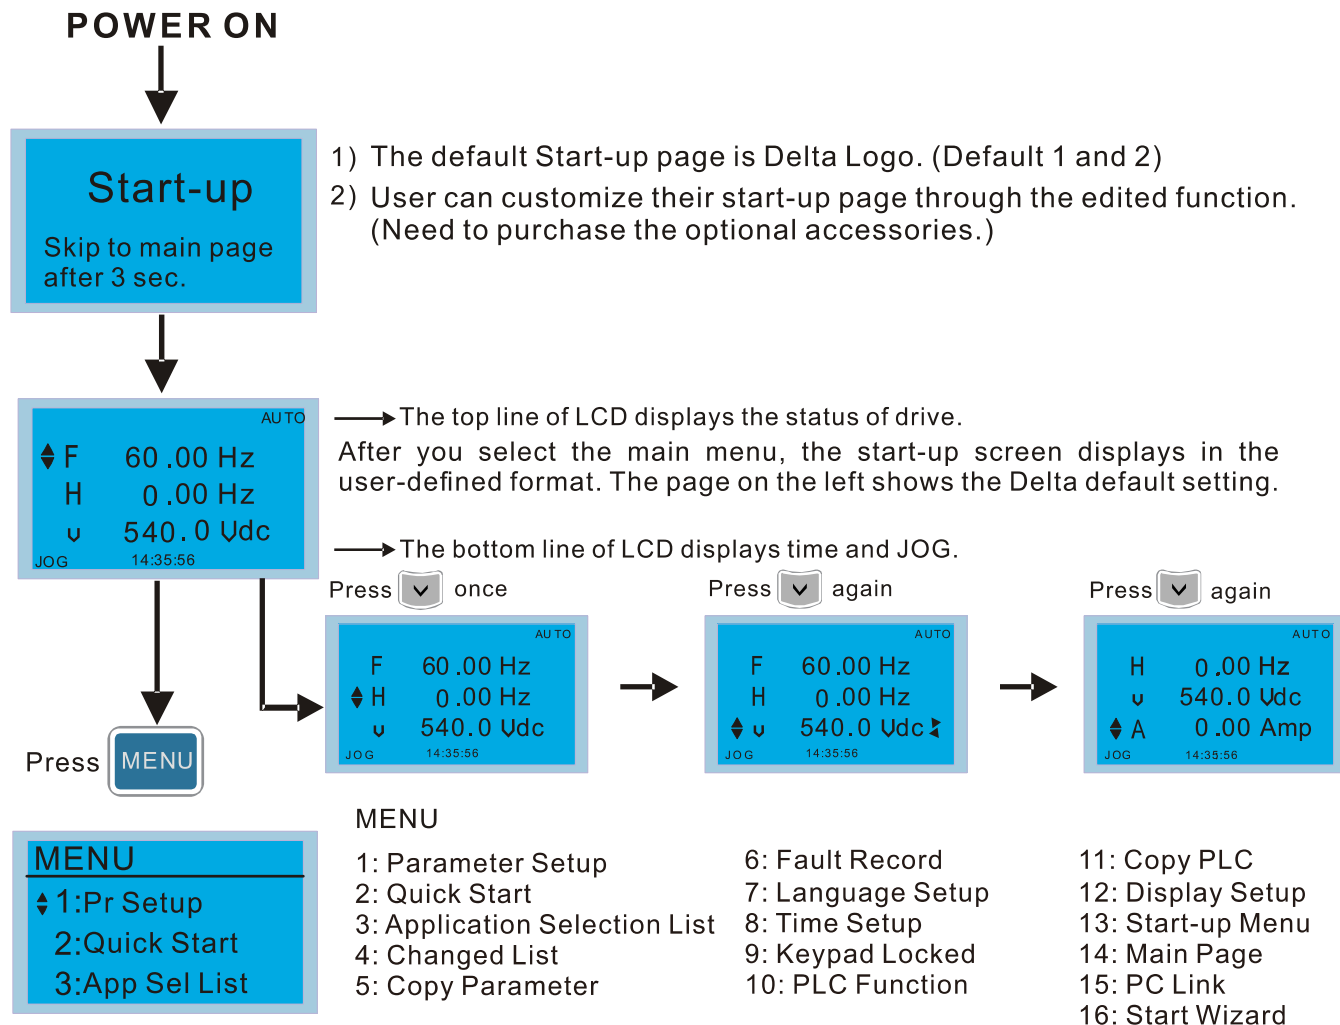 POWER ON
Start-up
Skip to main page
after 3 sec.
1) The default Start-up page is Delta Logo. (Default 1 and 2)
2) User can customize their start-up page through the edited function.
(Need to purchase the optional accessories.)
AUTO
F 60.00 Hz
H 0.00 Hz
v 540.0 Vdc
JOG 14:35:56
The top line of LCD displays the status of drive.
After you select the main menu, the start-up screen displays in the
user-defined format. The page on the left shows the Delta default setting.
The bottom line of LCD displays time and JOG.
Press once
AUTO
F 60.00 Hz
H 0.00 Hz
v 540.0 Vdc
JOG 14:35:56
Press again
AUTO
F 60.00 Hz
H 0.00 Hz
v 540.0 Vdc
JOG 14:35:56
Press again
AUTO
H 0.00 Hz
v 540.0 Vdc
A 0.00 Amp
JOG 14:35:56
Press MENU
MENU
1:Pr Setup
2:Quick Start
3:App Sel List
MENU
1: Parameter Setup
2: Quick Start
3: Application Selection List
4: Changed List
5: Copy Parameter
6: Fault Record
7: Language Setup
8: Time Setup
9: Keypad Locked
10: PLC Function
11: Copy PLC
12: Display Setup
13: Start-up Menu
14: Main Page
15: PC Link
16: Start Wizard